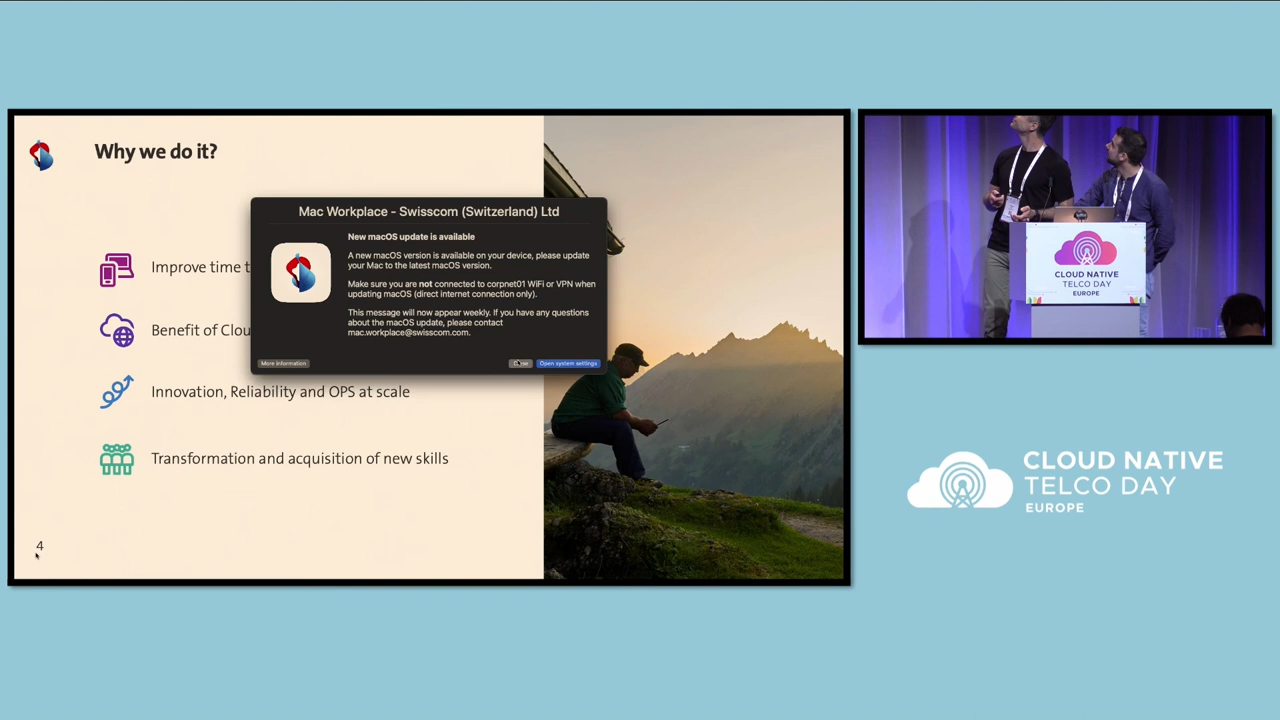 Why we do it?
Mac Workplace - Swisscom (Switzerland) Ltd
New macOS update is available
A new macOS version is available on your device, please update
your Mac to the latest macOS version.
Make sure you are not connected to corpnet01 WiFi or VPN when
updating macOS (direct internet connection only).
This message will now appear weekly. If you have any questions
about the macOS update, please contact
mac.workplace@swisscom.com.
More information
Open system settings
Improve time t
Benefit of Clou
Innovation, Reliability and OPS at scale
Transformation and acquisition of new skills
4
CLOUD NATIVE
TELCO DAY
EUROPE
CLOUD NATIVE
TELCO DAY
EUROPE